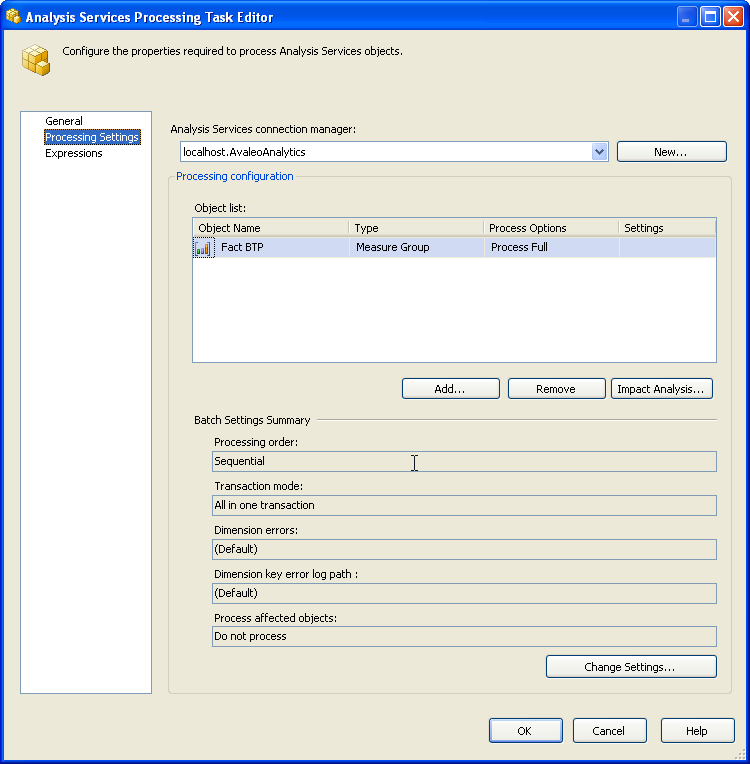 Analysis Services Processing Task Editor
Configure the properties required to process Analysis Services objects.
General
Processing Settings
Expressions
Analysis Services connection manager:
localhost.AvaleoAnalytics
New...
Processing configuration
Object list:
Object Name Type Process Options Settings
Fact BTP Measure Group Process Full
Add... Remove Impact Analysis...
Batch Settings Summary
Processing order:
Sequential
Transaction mode:
All in one transaction
Dimension errors:
(Default)
Dimension key error log path :
(Default)
Process affected objects:
Do not process
Change Settings...
OK Cancel Help